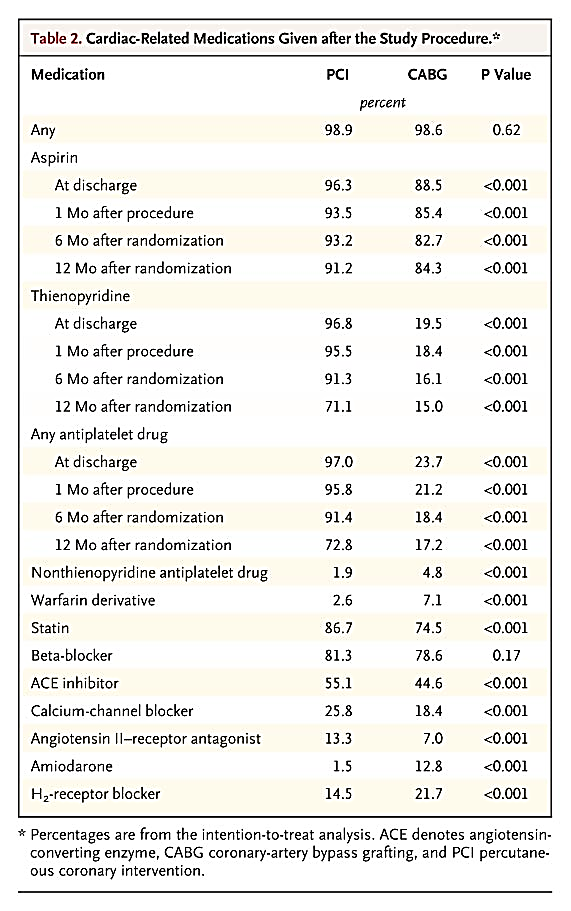 Table 2. Cardiac-Related Medications Given after the Study Procedure.*
Medication PCI CABG P Value
percent
Any 98.9 98.6 0.62
Aspirin
At discharge 96.3 88.5 <0.001
1 Mo after procedure 93.5 85.4 <0.001
6 Mo after randomization 93.2 82.7 <0.001
12 Mo after randomization 91.2 84.3 <0.001
Thienopyridine
At discharge 96.8 19.5 <0.001
1 Mo after procedure 95.5 18.4 <0.001
6 Mo after randomization 91.3 16.1 <0.001
12 Mo after randomization 71.1 15.0 <0.001
Any antiplatelet drug
At discharge 97.0 23.7 <0.001
1 Mo after procedure 95.8 21.2 <0.001
6 Mo after randomization 91.4 18.4 <0.001
12 Mo after randomization 72.8 17.2 <0.001
Nonthienopyridine antiplatelet drug 1.9 4.8 <0.001
Warfarin derivative 2.6 7.1 <0.001
Statin 86.7 74.5 <0.001
Beta-blocker 81.3 78.6 0.17
ACE inhibitor 55.1 44.6 <0.001
Calcium-channel blocker 25.8 18.4 <0.001
Angiotensin II–receptor antagonist 13.3 7.0 <0.001
Amiodarone 1.5 12.8 <0.001
H₂-receptor blocker 14.5 21.7 <0.001
* Percentages are from the intention-to-treat analysis. ACE denotes angiotensin-
converting enzyme, CABG coronary-artery bypass grafting, and PCI percutane-
ous coronary intervention.